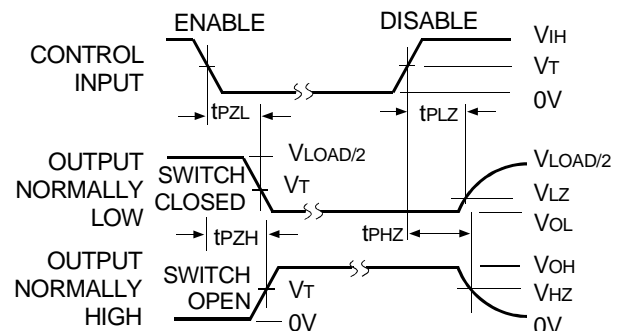 ENABLE
DISABLE
CONTROL
INPUT
VIH
VT
0V
tPZL
tPLZ
OUTPUT
NORMALLY
LOW
SWITCH
CLOSED
VLOAD/2
VT
VLOAD/2
VLZ
VOL
tPZH
tPHZ
OUTPUT
NORMALLY
HIGH
SWITCH
OPEN
VT
0V
VOH
VHZ
0V